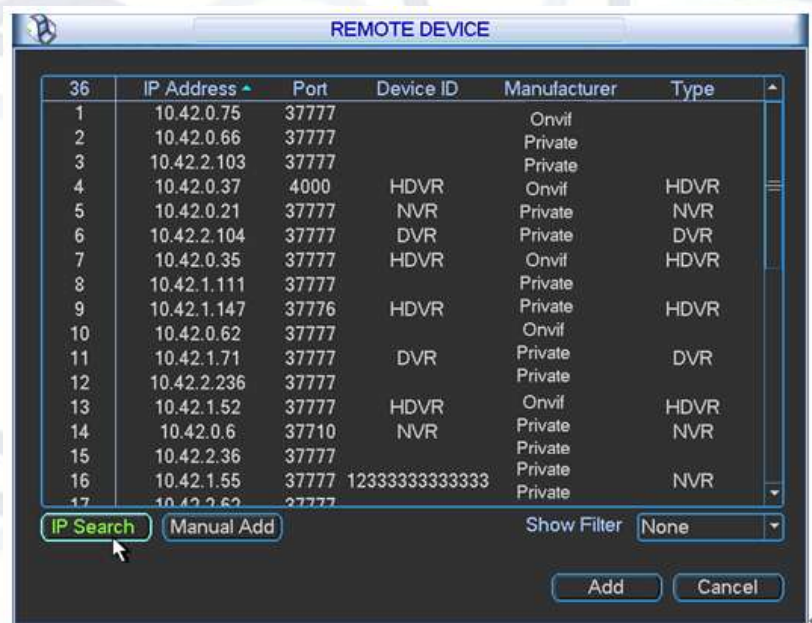 REMOTE DEVICE
36 IP Address Port Device ID Manufacturer Type
1 10.42.0.75 37777 Onvif
2 10.42.0.66 37777 Private
3 10.42.2.103 37777 Private
4 10.42.0.37 4000 HDVR Onvif HDVR
5 10.42.0.21 37777 NVR Private NVR
6 10.42.2.104 37777 DVR Private DVR
7 10.42.0.35 37777 HDVR Onvif HDVR
8 10.42.1.111 37777 Private
9 10.42.1.147 37776 HDVR Private HDVR
10 10.42.0.62 37777 Onvif
11 10.42.1.71 37777 DVR Private DVR
12 10.42.2.236 37777 Private
13 10.42.1.52 37777 HDVR Onvif HDVR
14 10.42.0.6 37710 NVR Private NVR
15 10.42.2.36 37777 Private
16 10.42.1.55 37777 12333333333333 Private NVR
17 10.42.2.62 37777 Private
IP Search Manual Add Show Filter None
Add Cancel